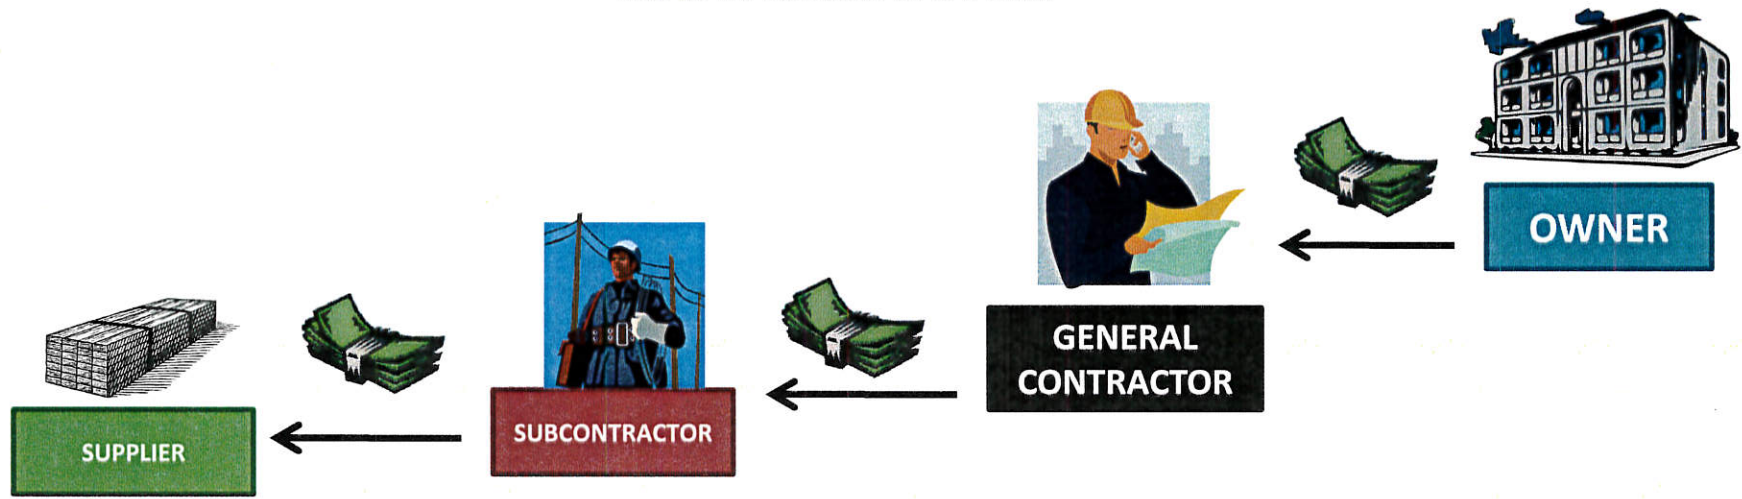 OWNER
GENERAL
CONTRACTOR
SUBCONTRACTOR
SUPPLIER